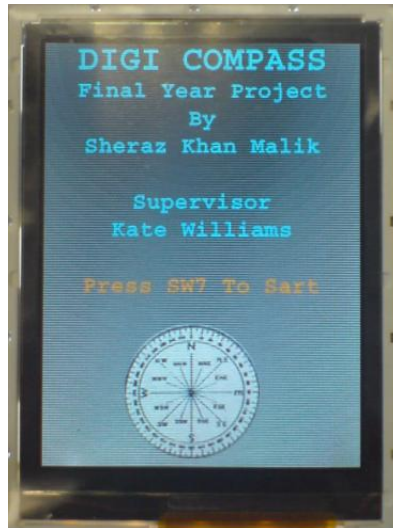 DIGI COMPASS
Final Year Project
By
Sheraz Khan Malik
Supervisor
Kate Williams
Press SW7 To Sart
N
W
E
S